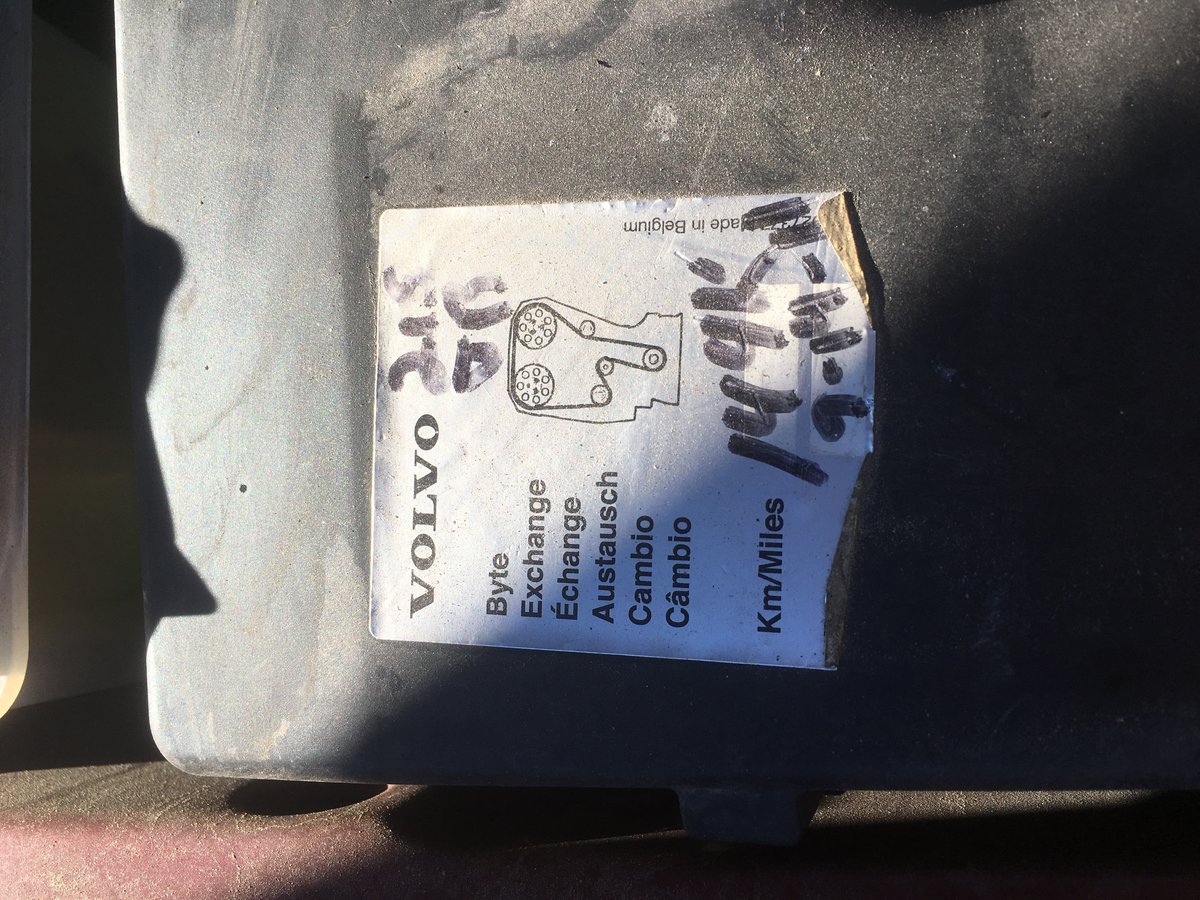 VOLVO
Byte
Exchange
Échange
Austausch
Cambio
Câmbio
Km/Miles
Made in Belgium